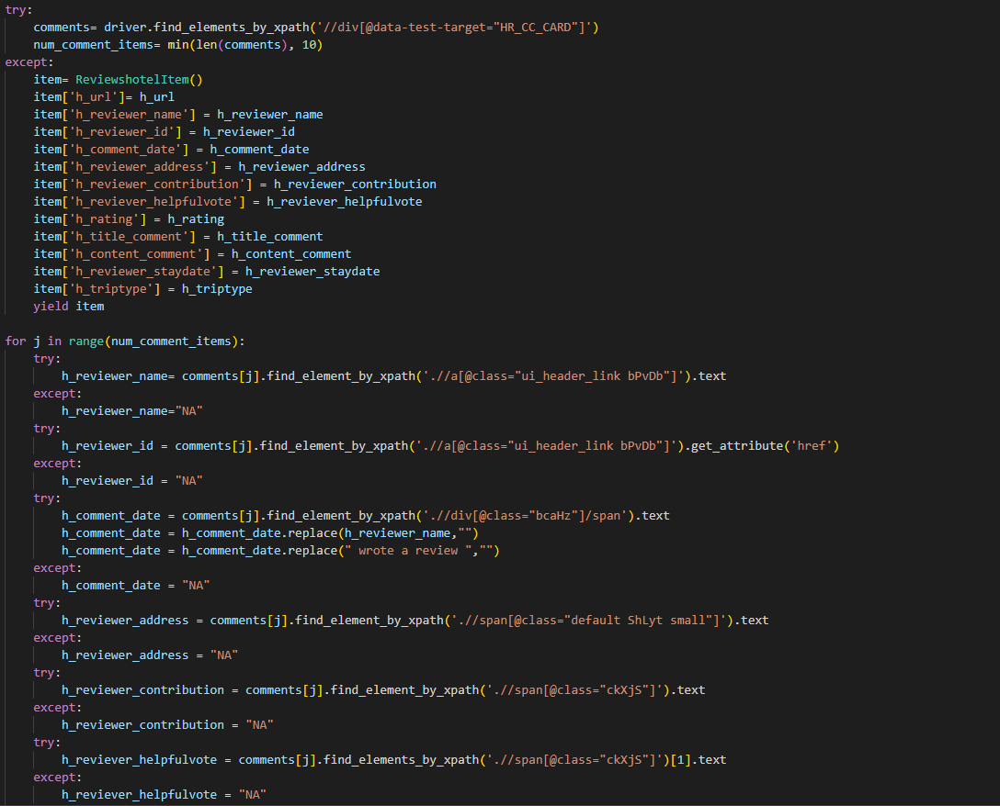 try:
    comments= driver.find_elements_by_xpath('//div[@data-test-target="HR_CC_CARD"]')
    num_comment_items= min(len(comments), 10)
except:
    item= ReviewshotelItem()
    item['h_url']= h_url
    item['h_reviewer_name'] = h_reviewer_name
    item['h_reviewer_id'] = h_reviewer_id
    item['h_comment_date'] = h_comment_date
    item['h_reviewer_address'] = h_reviewer_address
    item['h_reviewer_contribution'] = h_reviewer_contribution
    item['h_reviever_helpfulvote'] = h_reviever_helpfulvote
    item['h_rating'] = h_rating
    item['h_title_comment'] = h_title_comment
    item['h_content_comment'] = h_content_comment
    item['h_reviewer_staydate'] = h_reviewer_staydate
    item['h_triptype'] = h_triptype
    yield item

for j in range(num_comment_items):
    try:
        h_reviewer_name= comments[j].find_element_by_xpath('.//a[@class="ui_header_link bPvDb"]').text
    except:
        h_reviewer_name="NA"
    try:
        h_reviewer_id = comments[j].find_element_by_xpath('.//a[@class="ui_header_link bPvDb"]').get_attribute('href')
    except:
        h_reviewer_id = "NA"
    try:
        h_comment_date = comments[j].find_element_by_xpath('.//div[@class="bcaHz"]/span').text
        h_comment_date = h_comment_date.replace(h_reviewer_name,"")
        h_comment_date = h_comment_date.replace(" wrote a review ","")
    except:
        h_comment_date = "NA"
    try:
        h_reviewer_address = comments[j].find_element_by_xpath('.//span[@class="default ShLyt small"]').text
    except:
        h_reviewer_address = "NA"
    try:
        h_reviewer_contribution = comments[j].find_element_by_xpath('.//span[@class="ckXjS"]').text
    except:
        h_reviewer_contribution = "NA"
    try:
        h_reviever_helpfulvote = comments[j].find_elements_by_xpath('.//span[@class="ckXjS"]')[1].text
    except:
        h_reviever_helpfulvote = "NA"